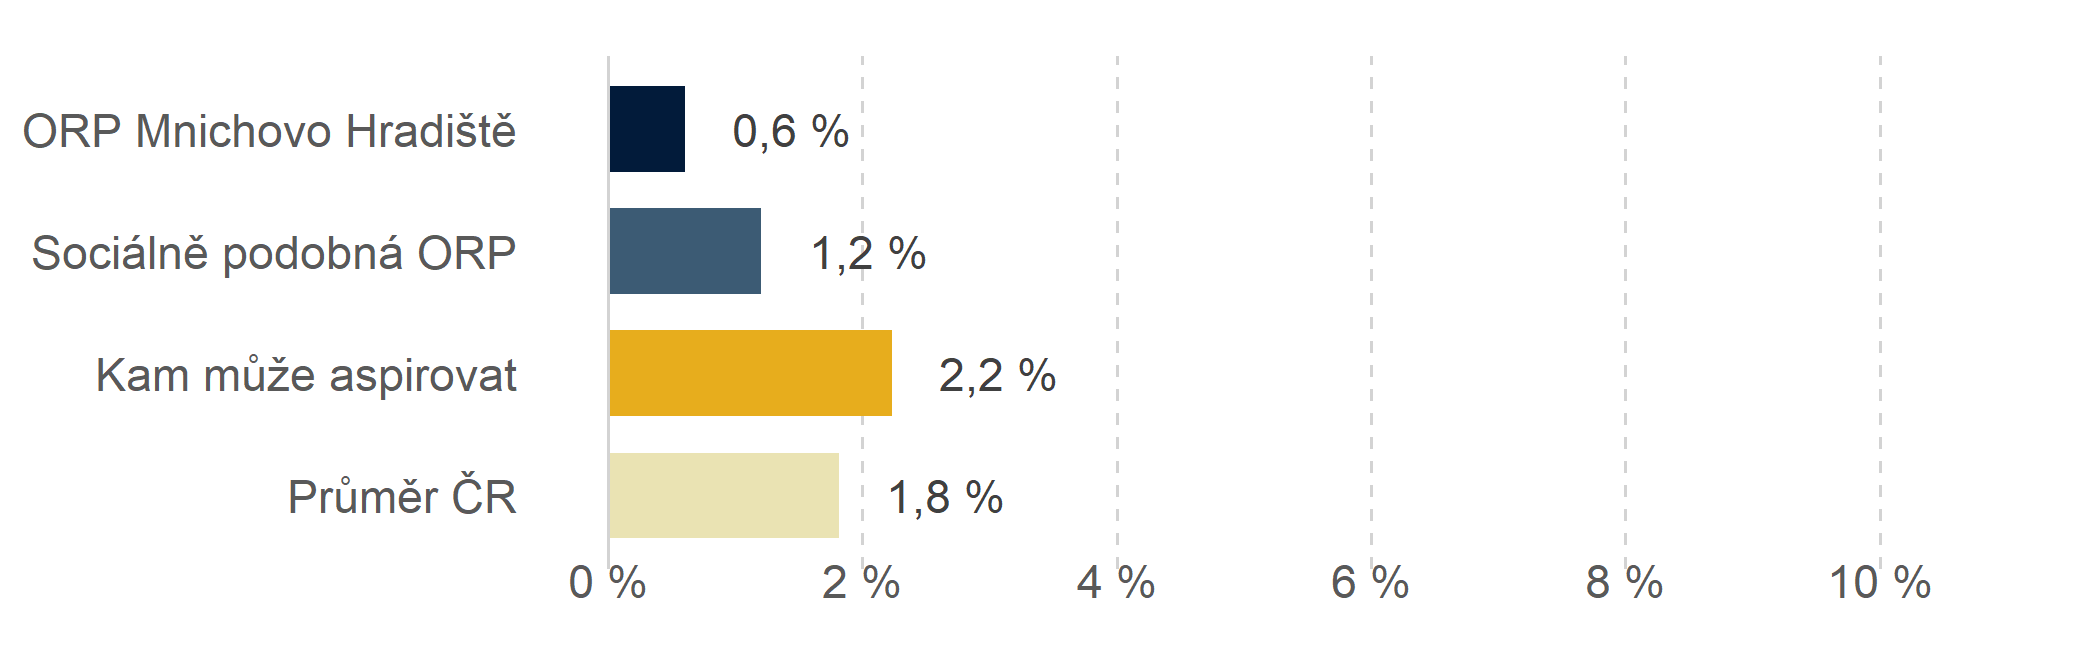 ORP Mnichovo Hradiště
0,6 %
Sociálně podobná ORP
1,2 %
Kam může aspirovat
2,2 %
Průměr ČR
1,8 %
0 %
2 %
4 %
6 %
8 %
10 %